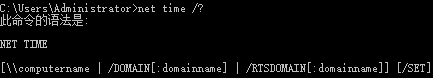 C:\Users\Administrator>net time /?
此命令的语法是:
NET TIME
[\\computername | /DOMAIN[:domainname] | /RTSDOMAIN[:domainname]] [/SET]